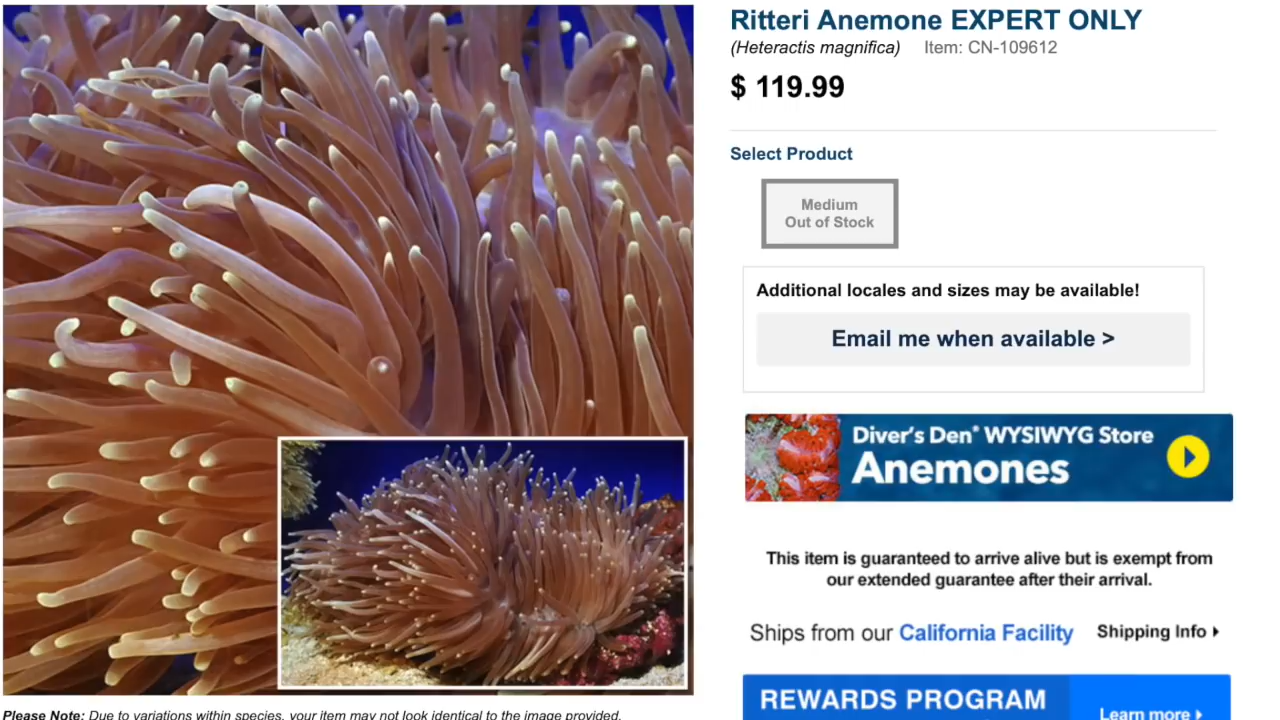 Ritteri Anemone EXPERT ONLY
(Heteractis magnifica) Item: CN-109612
$ 119.99
Select Product
Medium
Out of Stock
Additional locales and sizes may be available!
Email me when available >
Diver's Den® WYSIWYG Store
Anemones
This item is guaranteed to arrive alive but is exempt from
our extended guarantee after their arrival.
Ships from our California Facility Shipping Info
REWARDS PROGRAM
Learn more
Please Note: Due to variations within species, your item may not look identical to the image provided.